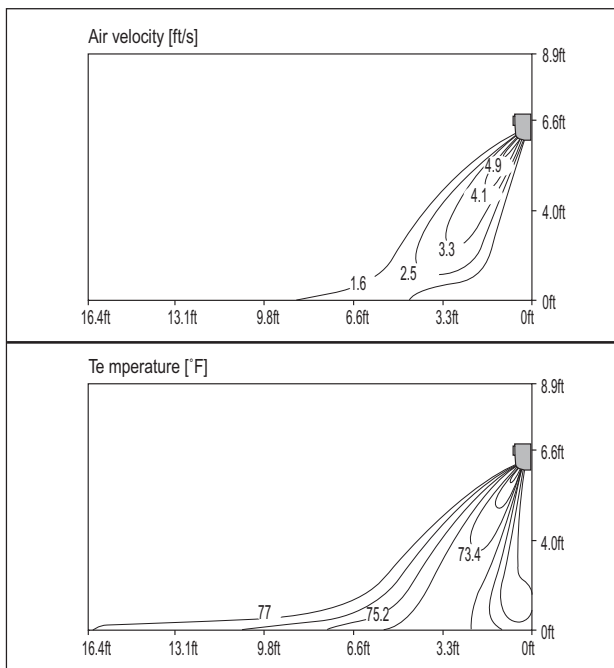 Air velocity [ft/s]
8.9ft
6.6ft
4.9
4.1
4.0ft
3.3
2.5
1.6
0ft
16.4ft 13.1ft 9.8ft 6.6ft 3.3ft 0ft
Te mperature [˚F]
8.9ft
6.6ft
4.0ft
73.4
77
75.2
0ft
16.4ft 13.1ft 9.8ft 6.6ft 3.3ft 0ft